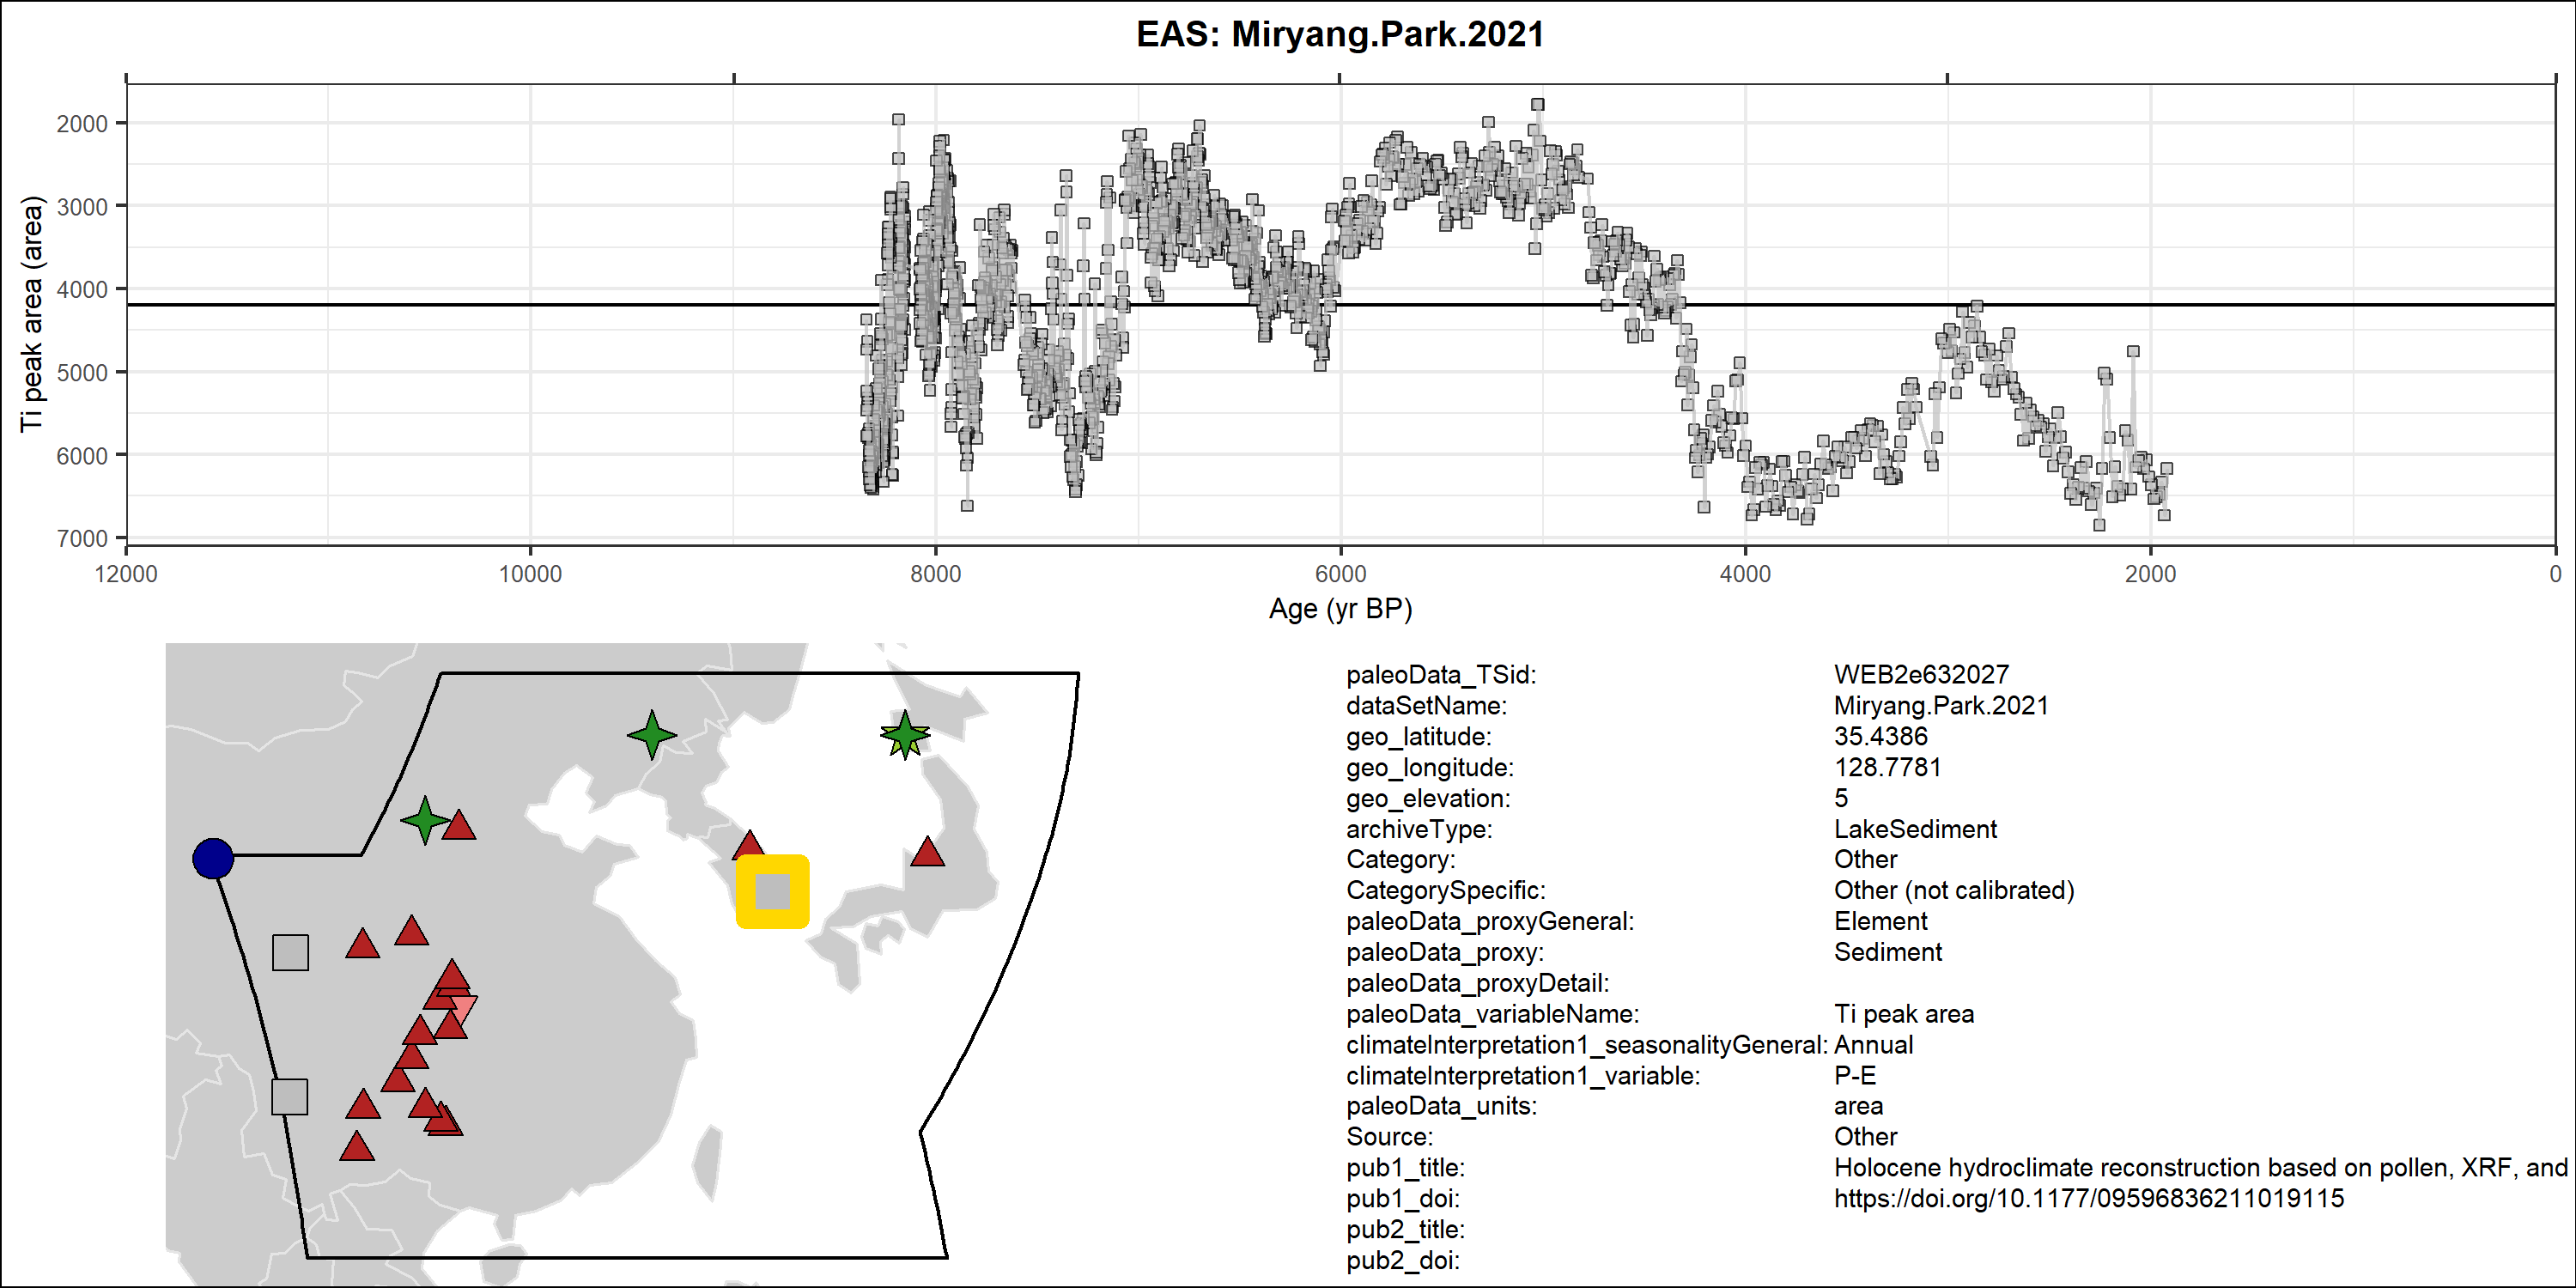 EAS: Miryang.Park.2021
Ti peak area (area)
2000
3000
4000
5000
6000
7000
12000 10000 8000 6000 4000 2000 0
Age (yr BP)
paleoData_TSid: WEB2e632027
dataSetName: Miryang.Park.2021
geo_latitude: 35.4386
geo_longitude: 128.7781
geo_elevation: 5
archiveType: LakeSediment
Category: Other
CategorySpecific: Other (not calibrated)
paleoData_proxyGeneral: Element
paleoData_proxy: Sediment
paleoData_proxyDetail:
paleoData_variableName: Ti peak area
climateInterpretation1_seasonalityGeneral: Annual
climateInterpretation1_variable: P-E
paleoData_units: area
Source: Other
pub1_title: Holocene hydroclimate reconstruction based on pollen, XRF, and
pub1_doi: https://doi.org/10.1177/09596836211019115
pub2_title:
pub2_doi: